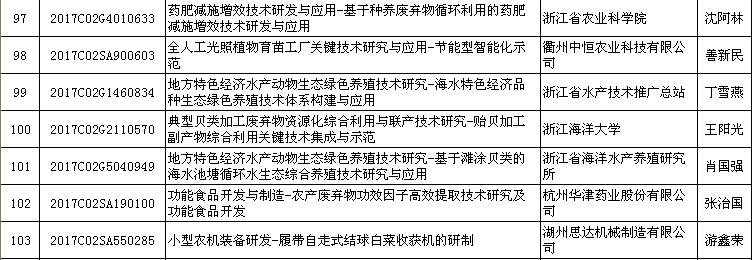 97 2017C02G4010633 药肥减施增效技术研发与应用-基于种养废弃物循环利用的药肥 浙江省农业科学院 沈阿林
减施增效技术研发与应用
98 2017C02SA900603 全人工光照植物育苗工厂关键技术研究与应用-节能型智能化示 衢州中恒农业科技有限公 善新民
范 司
99 2017C02G1460834 地方特色经济水产动物生态绿色养殖技术研究-海水特色经济品 浙江省水产技术推广总站 丁雪燕
种生态绿色养殖技术体系构建与应用
100 2017C02G2110570 典型贝类加工废弃物资源化综合利用与联产技术研究-贻贝加工 浙江海洋大学 王阳光
副产物综合利用关键技术集成与示范
101 2017C02G5040949 地方特色经济水产动物生态绿色养殖技术研究-基于滩涂贝类的 浙江省海洋水产养殖研究 肖国强
海水池塘循环水生态综合养殖技术研究与应用 所
102 2017C02SA190100 功能食品开发与制造-农产废弃物功效因子高效提取技术研究及 杭州华津药业股份有限公 张治国
功能食品开发 司
103 2017C02SA550285 小型农机装备研发-履带自走式结球白菜收获机的研制 湖州思达机械制造有限公 游鑫荣
司